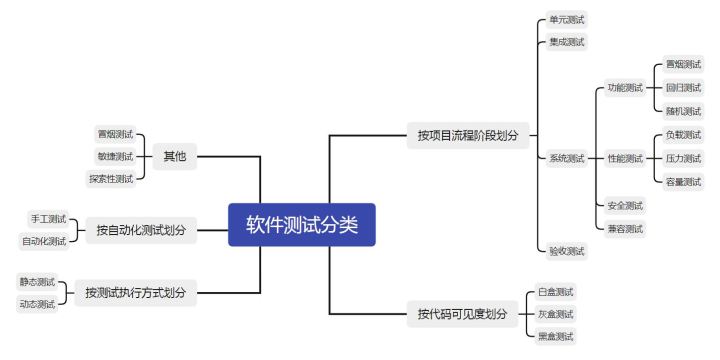 软件测试分类
按项目流程阶段划分
单元测试
集成测试
系统测试
功能测试
冒烟测试
回归测试
随机测试
性能测试
负载测试
压力测试
容量测试
安全测试
兼容测试
验收测试
按代码可见度划分
白盒测试
灰盒测试
黑盒测试
其他
冒烟测试
敏捷测试
探索性测试
按自动化测试划分
手工测试
自动化测试
按测试执行方式划分
静态测试
动态测试